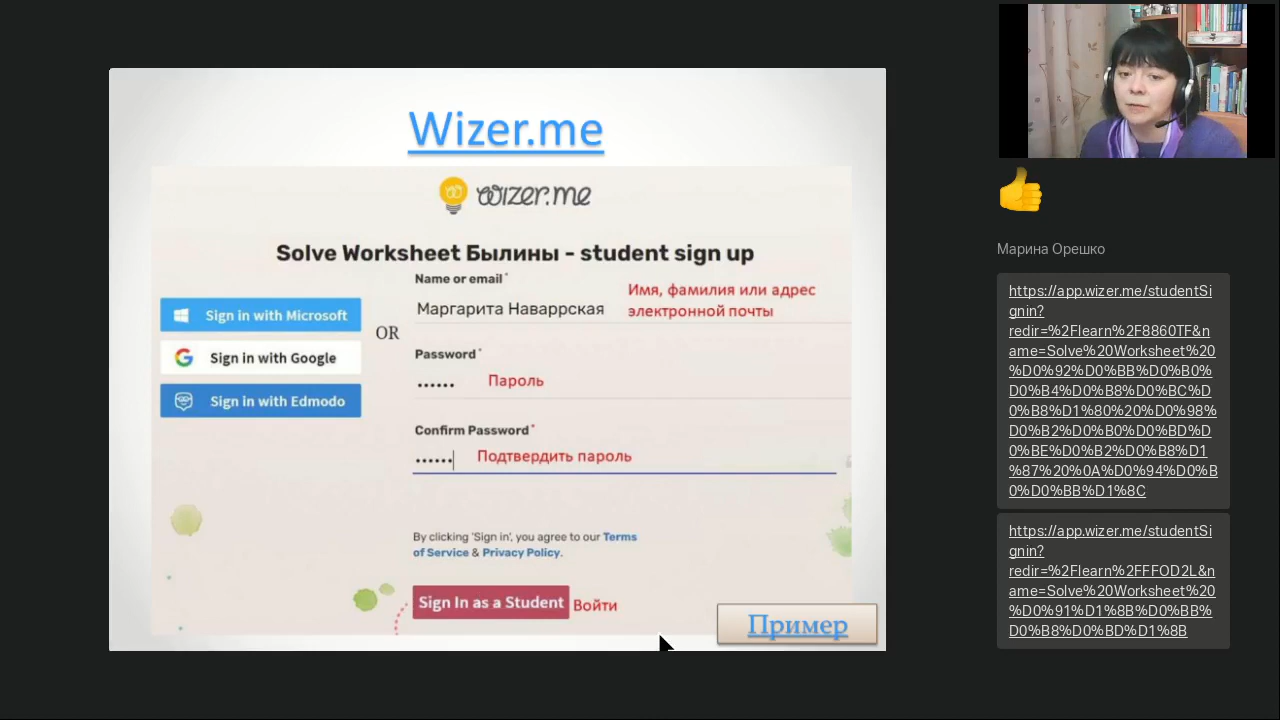 Wizer.me
wizer.me
Solve Worksheet Былины - student sign up
Sign in with Microsoft
Sign in with Google
Sign in with Edmodo
OR
Name or email*
Маргарита Наваррская
Имя, фамилия или адрес
электронной почты
Password*
•••••• Пароль
Confirm Password*
•••••• Подтвердить пароль
By clicking 'Sign in', you agree to our Terms
of Service & Privacy Policy.
Sign In as a Student Войти
Пример
Марина Орешко
https://app.wizer.me/studentSi
gnin?
redir=%2Flearn%2F8860TF&n
ame=Solve%20Worksheet%20
%D0%92%D0%BB%D0%B0%
D0%B4%D0%B8%D0%BC%D
0%B8%D1%80%20%D0%98%
D0%B2%D0%B0%D0%BD%D
0%BE%D0%B2%D0%B8%D1
%87%20%0A%D0%94%D0%B
0%D0%BB%D1%8C
https://app.wizer.me/studentSi
gnin?
redir=%2Flearn%2FFFOD2L&n
ame=Solve%20Worksheet%20
%D0%91%D1%8B%D0%BB%
D0%B8%D0%BD%D1%8B